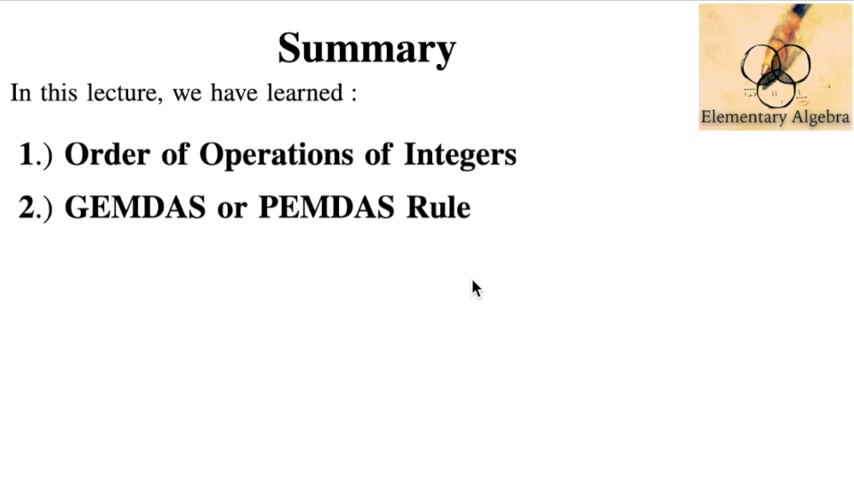 Summary
In this lecture, we have learned :
1.) Order of Operations of Integers
2.) GEMDAS or PEMDAS Rule
Elementary Algebra